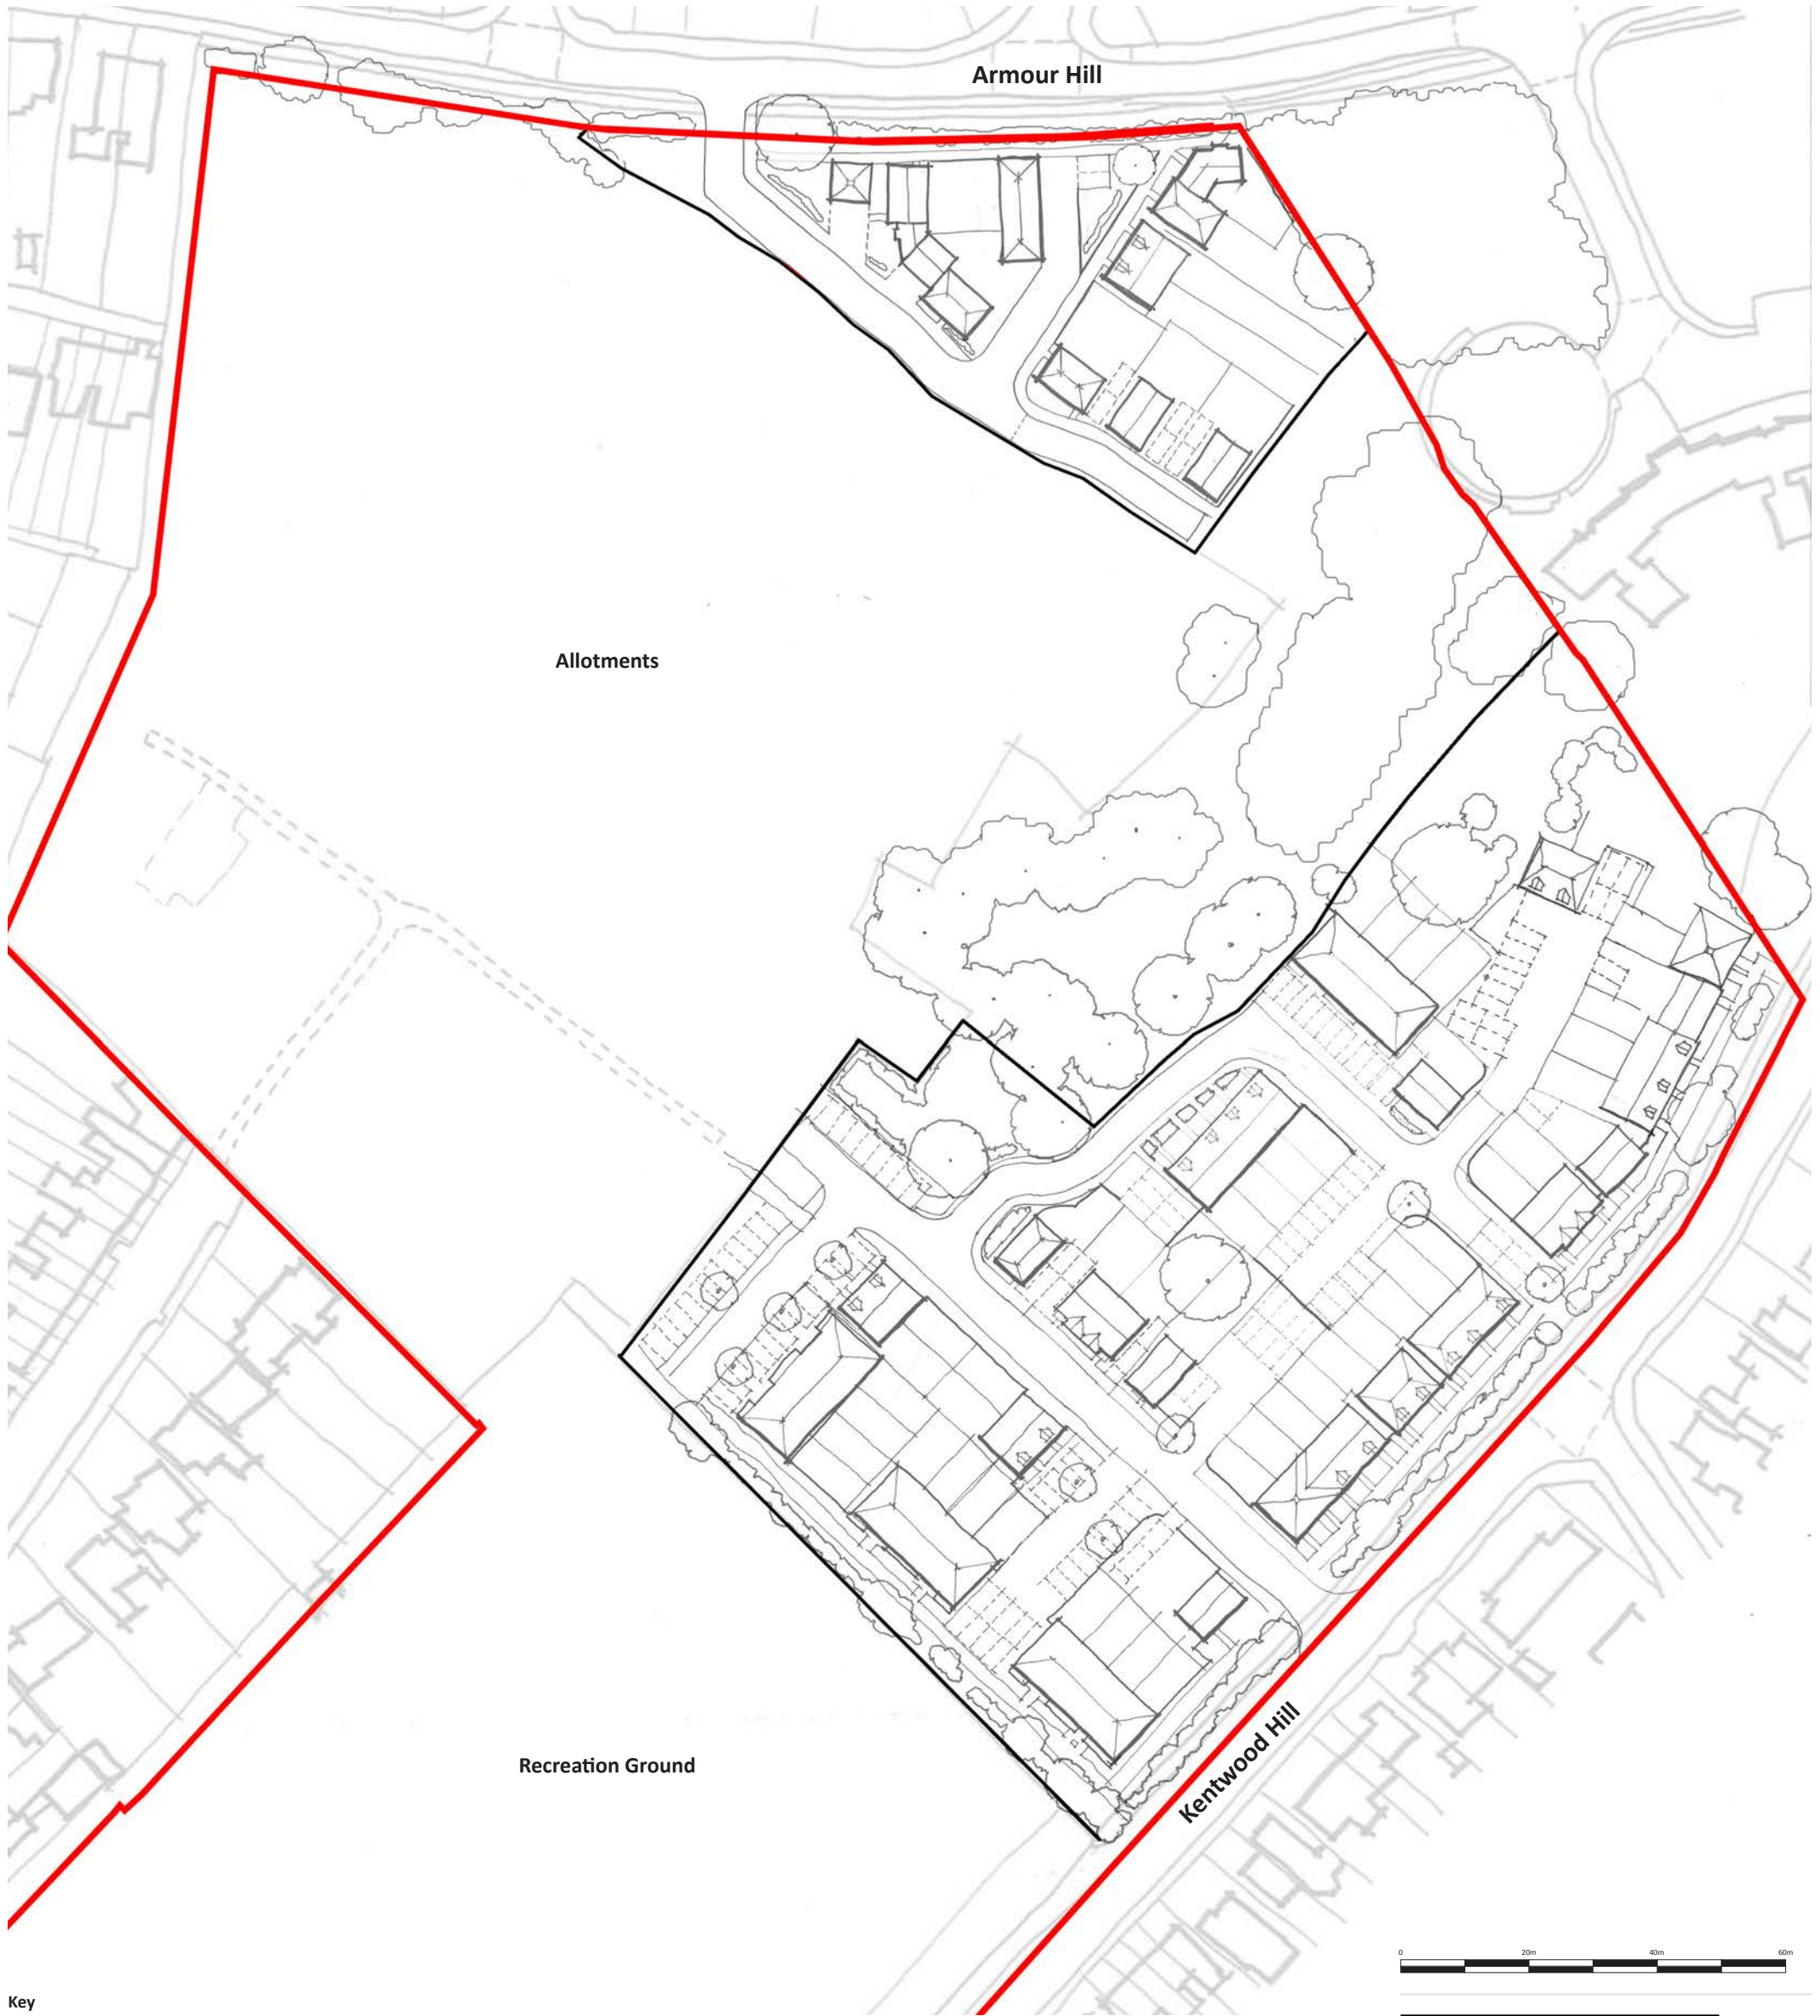 Armour Hill
Allotments
Recreation Ground
Kentwood Hill
0 20m 40m 60m
Key